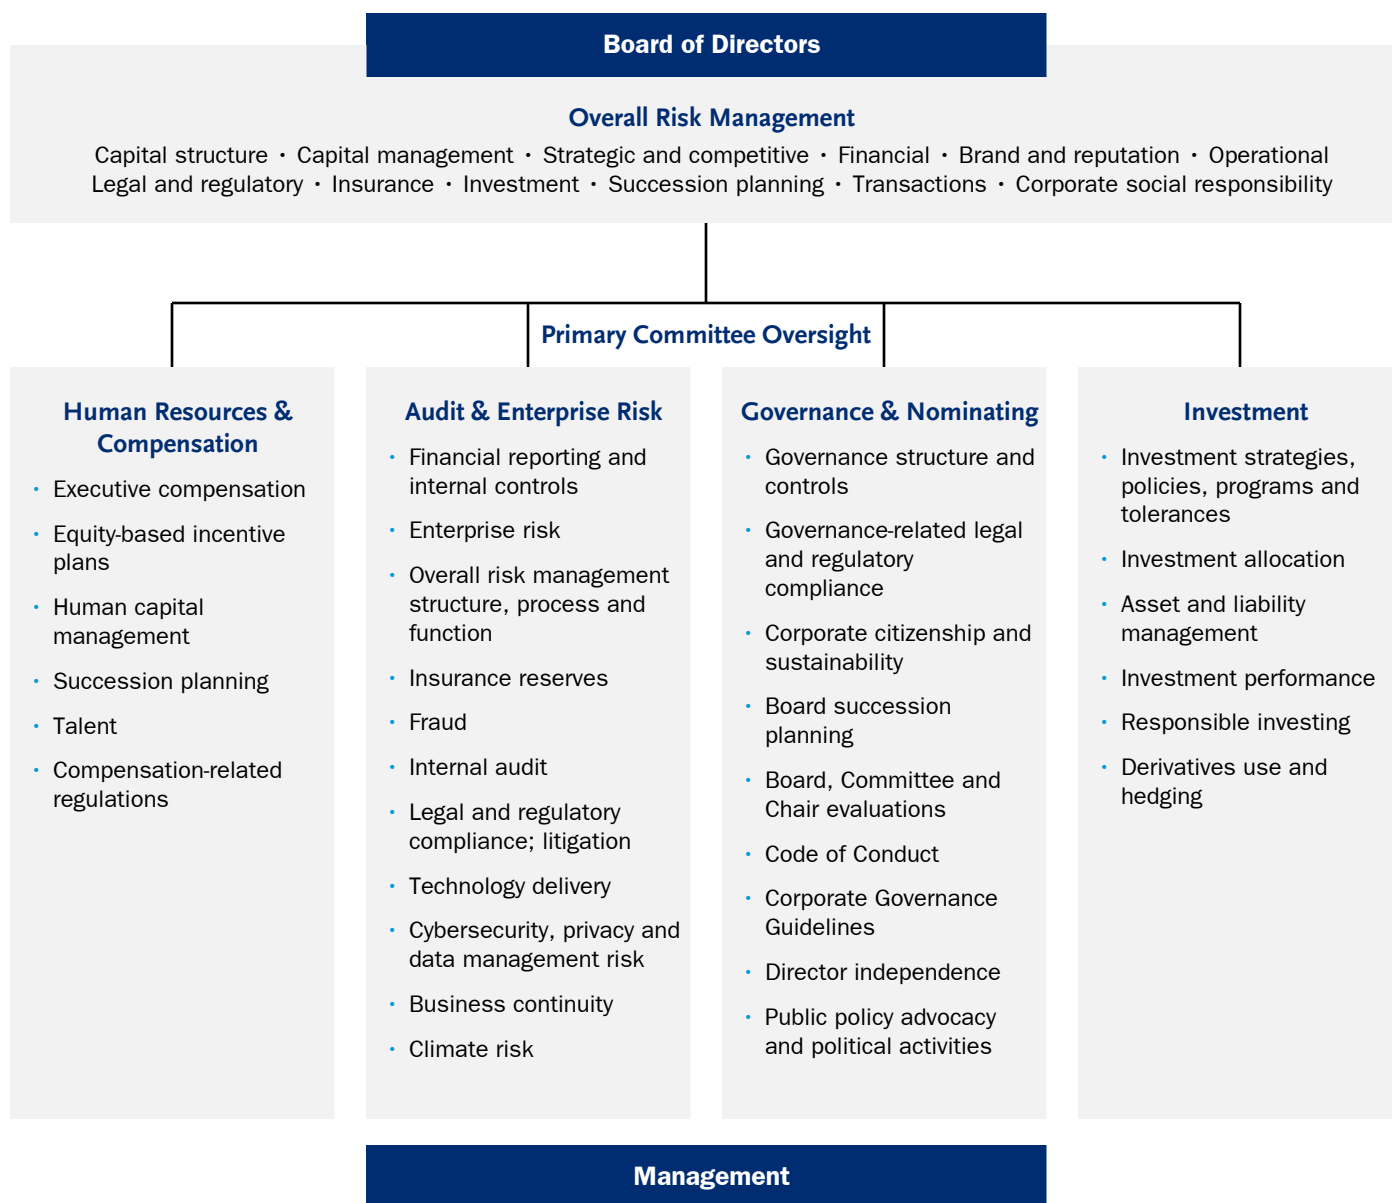 Board of Directors
Overall Risk Management
Capital structure • Capital management • Strategic and competitive • Financial • Brand and reputation • Operational
Legal and regulatory • Insurance • Investment • Succession planning • Transactions • Corporate social responsibility
Primary Committee Oversight
Human Resources &
Compensation
• Executive compensation
• Equity-based incentive
plans
• Human capital
management
• Succession planning
• Talent
• Compensation-related
regulations
Audit & Enterprise Risk
• Financial reporting and
internal controls
• Enterprise risk
• Overall risk management
structure, process and
function
• Insurance reserves
• Fraud
• Internal audit
• Legal and regulatory
compliance; litigation
• Technology delivery
• Cybersecurity, privacy and
data management risk
• Business continuity
• Climate risk
Governance & Nominating
• Governance structure and
controls
• Governance-related legal
and regulatory
compliance
• Corporate citizenship and
sustainability
• Board succession
planning
• Board, Committee and
Chair evaluations
• Code of Conduct
• Corporate Governance
Guidelines
• Director independence
• Public policy advocacy
and political activities
Investment
• Investment strategies,
policies, programs and
tolerances
• Investment allocation
• Asset and liability
management
• Investment performance
• Responsible investing
• Derivatives use and
hedging
Management